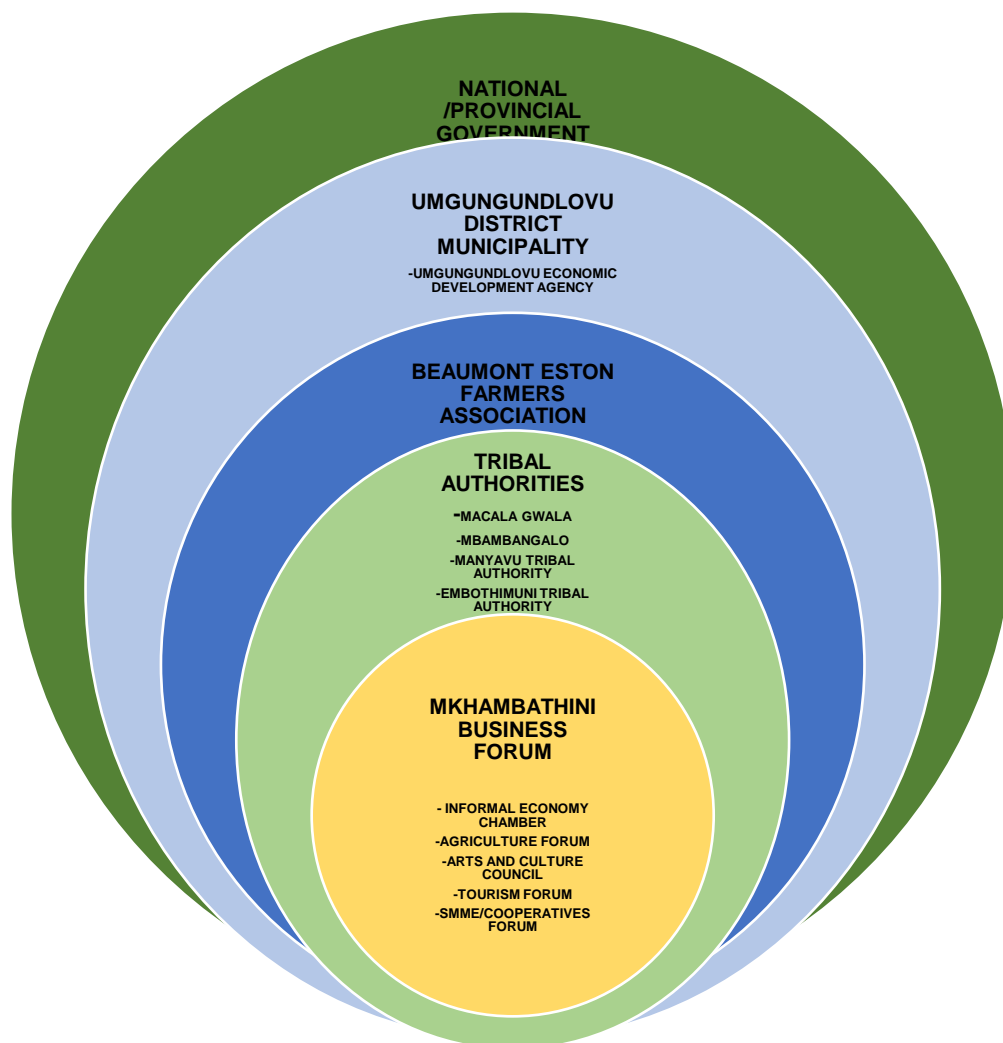 NATIONAL
/PROVINCIAL
GOVERNMENT
UMGUNGUNDLOVU
DISTRICT
MUNICIPALITY
-UMGUNGUNDLOVU ECONOMIC
DEVELOPMENT AGENCY
BEAUMONT ESTON
FARMERS
ASSOCIATION
TRIBAL
AUTHORITIES
-MACALA GWALA
-MBAMBANGALO
-MANYAVU TRIBAL
AUTHORITY
-EMBOTHIMUNI TRIBAL
AUTHORITY
MKHAMBATHINI
BUSINESS
FORUM
- INFORMAL ECONOMY
CHAMBER
-AGRICULTURE FORUM
-ARTS AND CULTURE
COUNCIL
-TOURISM FORUM
-SMME/COOPERATIVES
FORUM